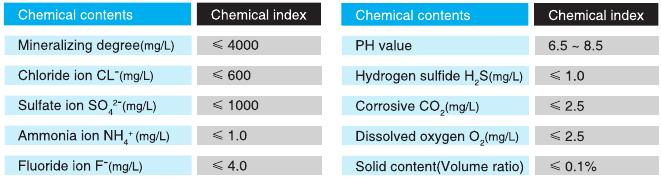 Chemical contents Chemical index
Mineralizing degree(mg/L) ⩽ 4000
Chloride ion CL⁻(mg/L) ⩽ 600
Sulfate ion SO₄²⁻(mg/L) ⩽ 1000
Ammonia ion NH₄⁺ (mg/L) ⩽ 1.0
Fluoride ion F⁻(mg/L) ⩽ 4.0
Chemical contents Chemical index
PH value 6.5 ~ 8.5
Hydrogen sulfide H₂S(mg/L) ⩽ 1.0
Corrosive CO₂(mg/L) ⩽ 2.5
Dissolved oxygen O₂(mg/L) ⩽ 2.5
Solid content(Volume ratio) ⩽ 0.1%